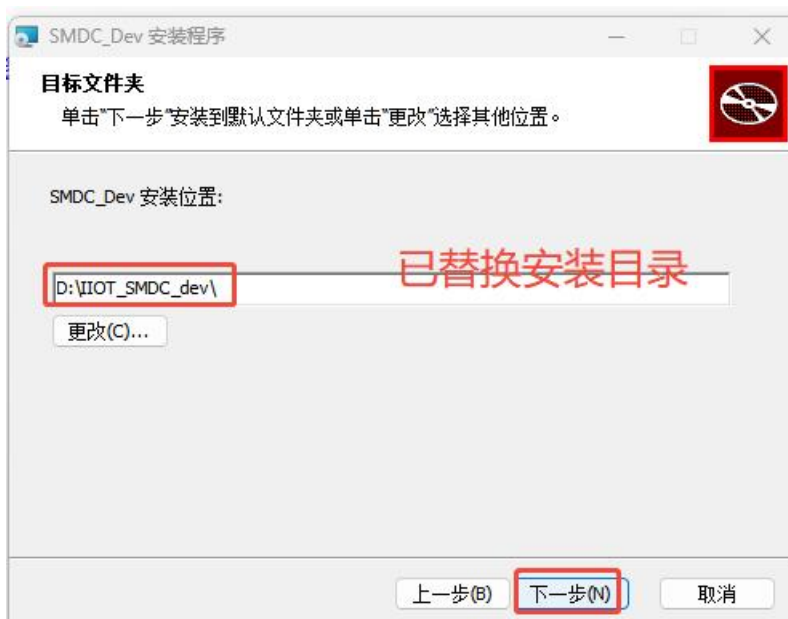 SMDC_Dev 安装程序
目标文件夹
单击"下一步"安装到默认文件夹或单击"更改"选择其他位置。
SMDC_Dev 安装位置:
已替换安装目录
D:\IIOT_SMDC_dev\
更改(C)...
上一步(B) 下一步(N) 取消